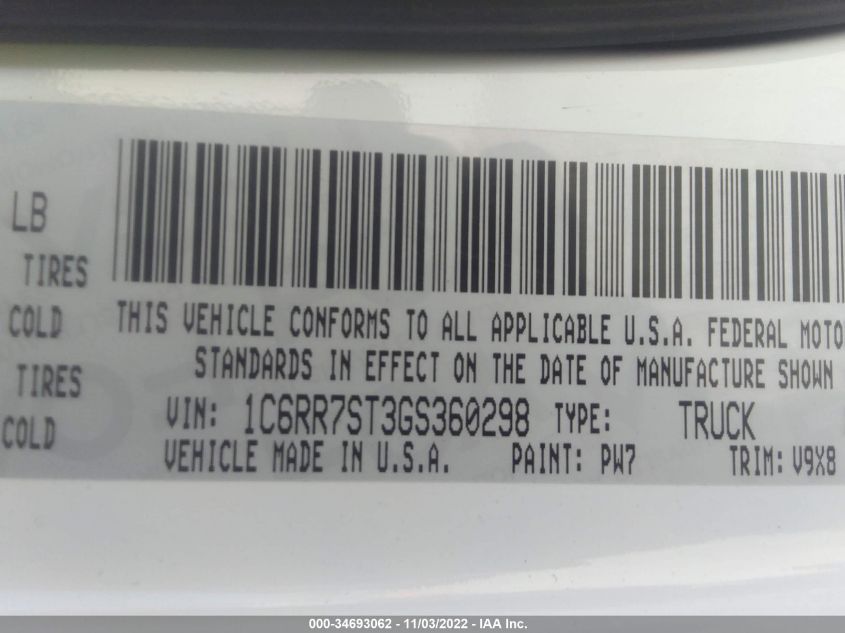 LB
TIRES
COLD
TIRES
COLD
THIS VEHICLE CONFORMS TO ALL APPLICABLE U.S.A. FEDERAL MOTO
STANDARDS IN EFFECT ON THE DATE OF MANUFACTURE SHOWN
VIN: 1C6RR7ST3GS360298 TYPE: TRUCK
VEHICLE MADE IN U.S.A. PAINT: PW7 TRIM: V9X8
000-34693062 - 11/03/2022 - IAA Inc.